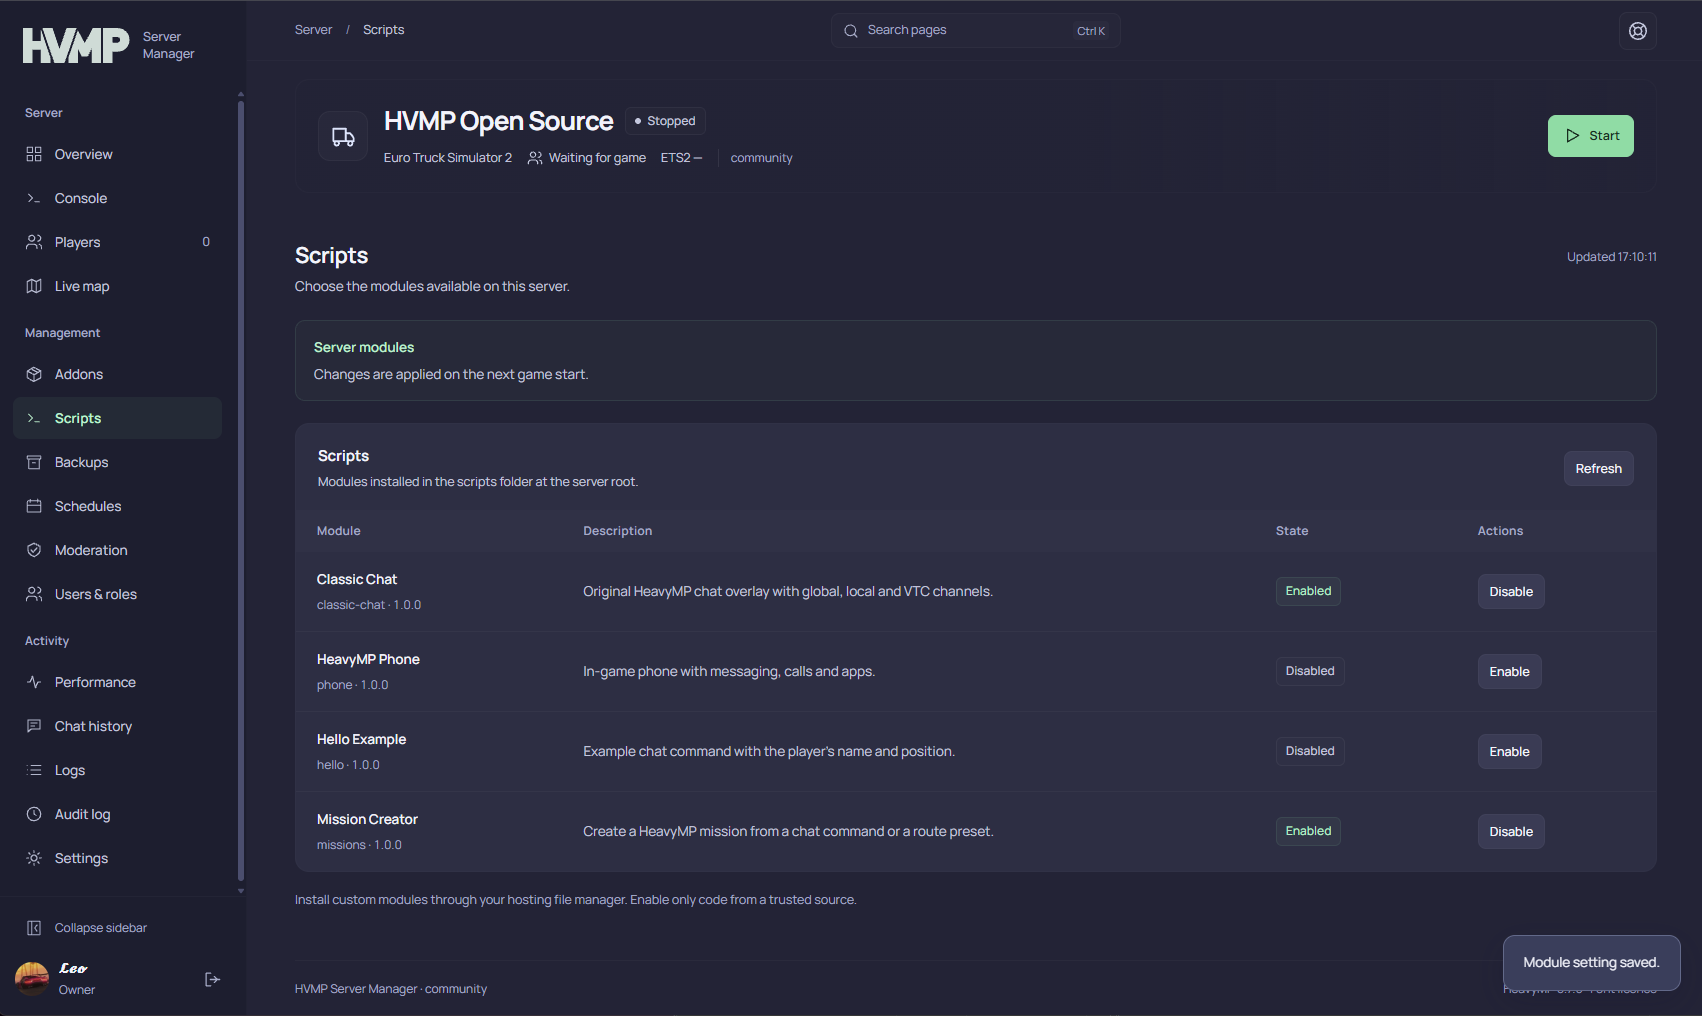 HVMP
Server
Manager
Server / Scripts
Search pages
Ctrl K
Server
Overview
Console
Players 0
Live map
Management
Addons
Scripts
Backups
Schedules
Moderation
Users & roles
Activity
Performance
Chat history
Logs
Audit log
Settings
Collapse sidebar
Leo
Owner
HVMP Open Source
Stopped
Euro Truck Simulator 2
Waiting for game
ETS2 —
community
Start
Scripts
Updated 17:10:11
Choose the modules available on this server.
Server modules
Changes are applied on the next game start.
Scripts
Modules installed in the scripts folder at the server root.
Refresh
Module Description State Actions
Classic Chat
classic-chat · 1.0.0
Original HeavyMP chat overlay with global, local and VTC channels.
Enabled
Disable
HeavyMP Phone
phone · 1.0.0
In-game phone with messaging, calls and apps.
Disabled
Enable
Hello Example
hello · 1.0.0
Example chat command with the player's name and position.
Disabled
Enable
Mission Creator
missions · 1.0.0
Create a HeavyMP mission from a chat command or a route preset.
Enabled
Disable
Install custom modules through your hosting file manager. Enable only code from a trusted source.
Module setting saved.
HVMP Server Manager · community